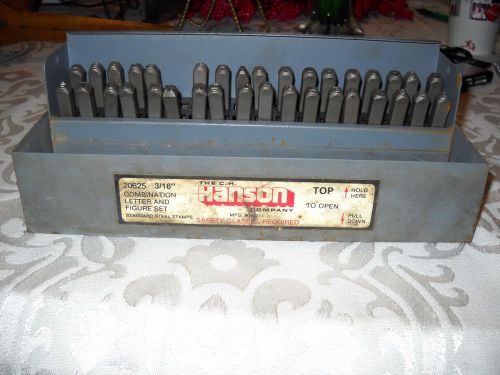 20625 3/16"
COMBINATION
LETTER AND
FIGURE SET
STANDARD STEEL STAMPS
THE C.H.
Hanson
COMPANY
SAFETY GLASSES REQUIRED
TOP
TO OPEN
HOLD
HERE
PULL
DOWN